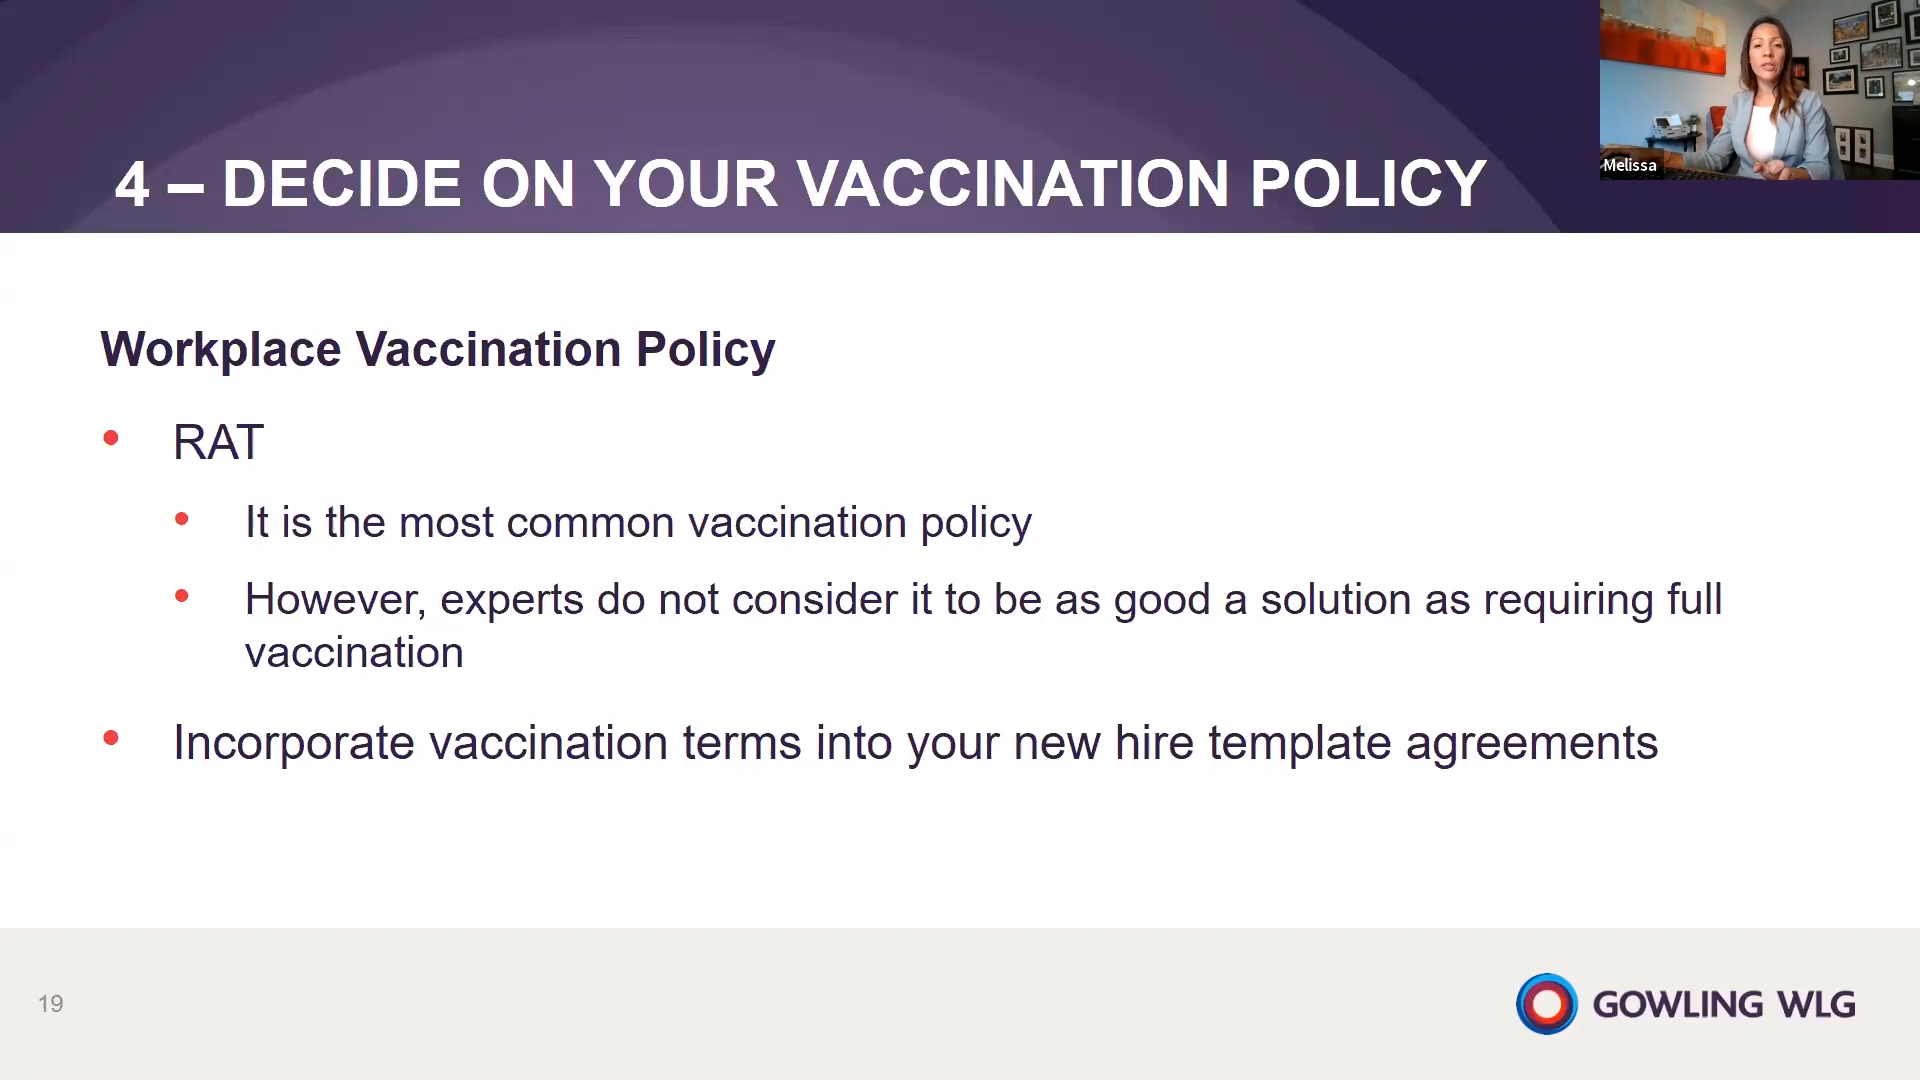 4 – DECIDE ON YOUR VACCINATION POLICY
Melissa
Workplace Vaccination Policy
• RAT
• It is the most common vaccination policy
• However, experts do not consider it to be as good a solution as requiring full
vaccination
• Incorporate vaccination terms into your new hire template agreements
19
GOWLING WLG